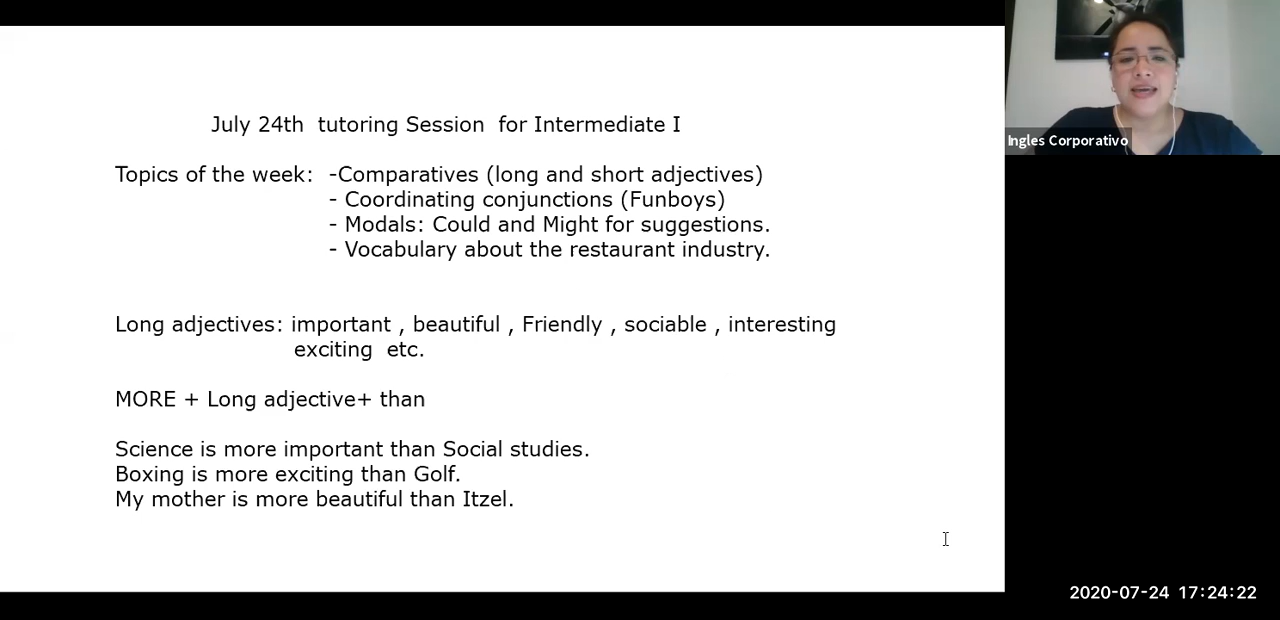 July 24th  tutoring Session  for Intermediate I
Topics of the week:  -Comparatives (long and short adjectives)
- Coordinating conjunctions (Funboys)
- Modals: Could and Might for suggestions.
- Vocabulary about the restaurant industry.
Long adjectives: important , beautiful , Friendly , sociable , interesting
exciting  etc.
MORE + Long adjective+ than
Science is more important than Social studies.
Boxing is more exciting than Golf.
My mother is more beautiful than Itzel.
Ingles Corporativo
2020-07-24  17:24:22